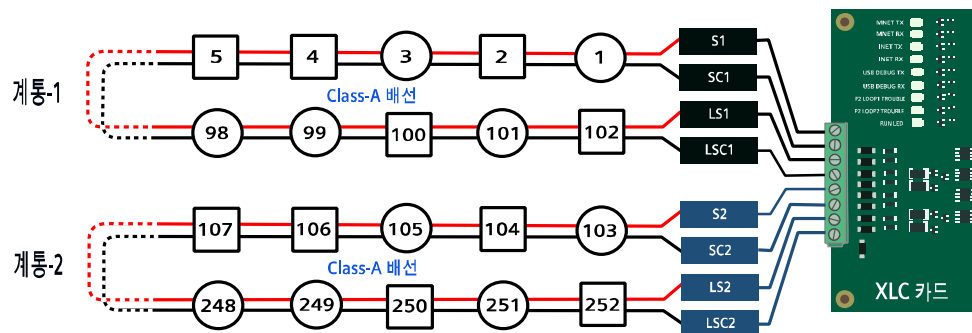 계통-1
5 4 3 2 1
Class-A 배선
98 99 100 101 102
S1
SC1
LS1
LSC1
계통-2
107 106 105 104 103
Class-A 배선
248 249 250 251 252
S2
SC2
LS2
LSC2
MNET TX
MNET RX
INET TX
INET RX
USB DEBUG TX
USB DEBUG RX
P2 LOOP1 TROUBLE
P2 LOOP2 TROUBLE
RUN LED
XLC 카드